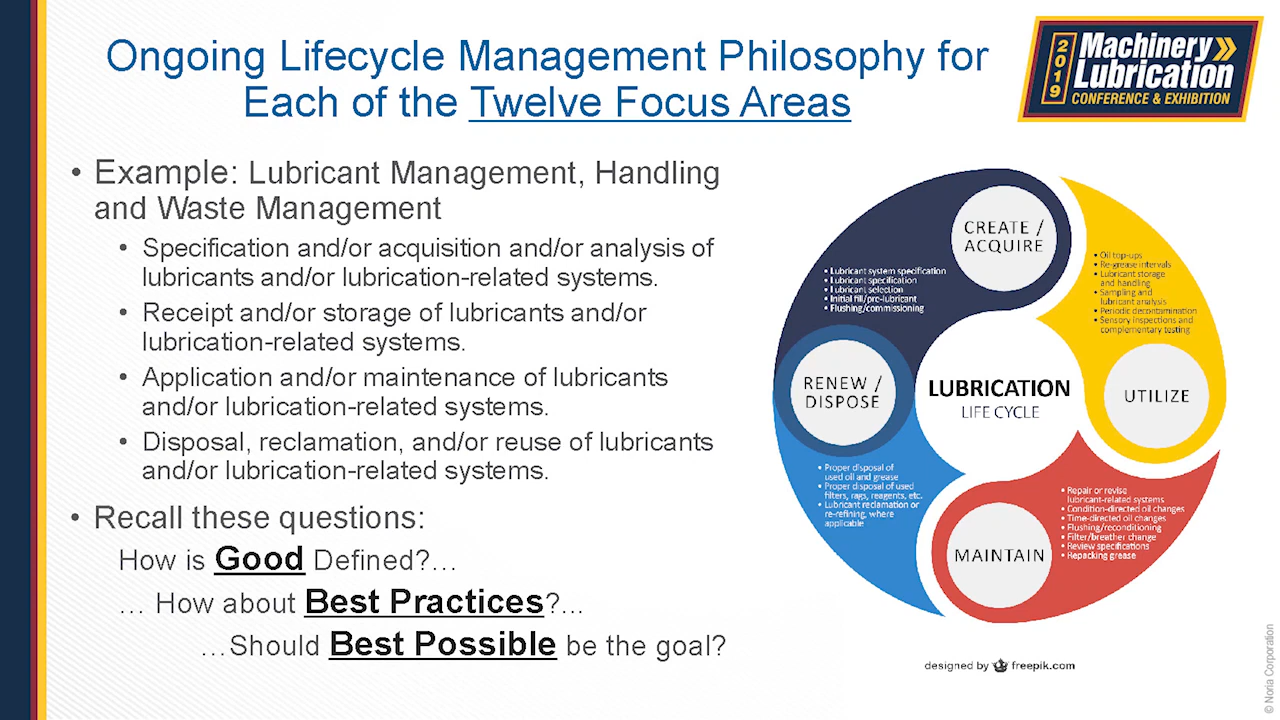 Ongoing Lifecycle Management Philosophy for
Each of the Twelve Focus Areas
2019
Machinery
Lubrication
CONFERENCE & EXHIBITION
• Example: Lubricant Management, Handling
and Waste Management
• Specification and/or acquisition and/or analysis of
lubricants and/or lubrication-related systems.
• Receipt and/or storage of lubricants and/or
lubrication-related systems.
• Application and/or maintenance of lubricants
and/or lubrication-related systems.
• Disposal, reclamation, and/or reuse of lubricants
and/or lubrication-related systems.
• Recall these questions:
How is Good Defined?…
… How about Best Practices?...
…Should Best Possible be the goal?
CREATE /
ACQUIRE
• Lubricant system specification
• Lubricant specification
• Lubricant selection
• Initial fill/pre-lubricant
• Flushing/commissioning
• Oil top-ups
• Re-grease intervals
• Lubricant storage
and handling
• Sampling and
lubricant analysis
• Periodic decontamination
• Sensory inspections and
complementary testing
UTILIZE
LUBRICATION
LIFE CYCLE
RENEW /
DISPOSE
• Proper disposal of
used oil and grease
• Proper disposal of used
filters, rags, reagents, etc.
• Lubricant reclamation or
re-refining, where
applicable
• Repair or revise
lubricant-related systems
• Condition-directed oil changes
• Time-directed oil changes
• Flushing/reconditioning
• Filter/breather change
• Review specifications
• Repacking grease
MAINTAIN
designed by freepik.com
© Noria Corporation